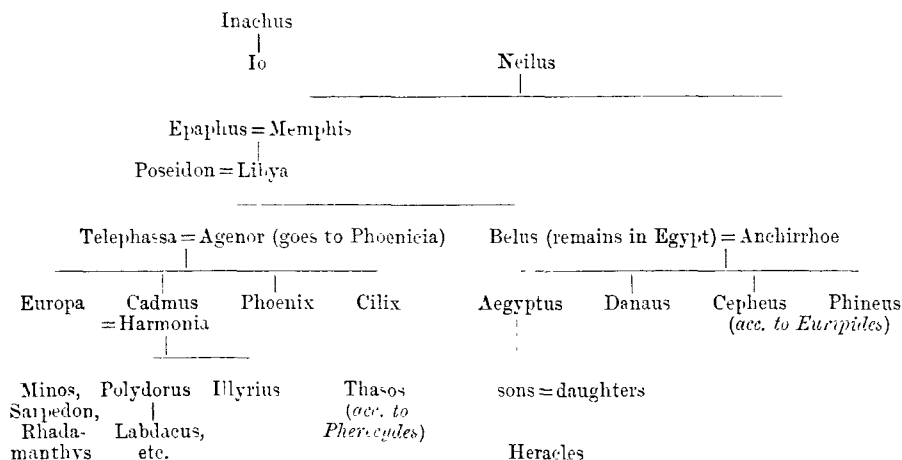 Inachus
Io Neilus
Epaphus = Memphis
Poseidon = Libya
Telephassa = Agenor (goes to Phoenicia) Belus (remains in Egypt) = Anchirrhoe
Europa Cadmus Phoenix Cilix Aegyptus Danaus Cepheus Phineus
= Harmonia (acc. to Euripides)
Minos, Polydorus Illyrius Thasos sons = daughters
Sarpedon, (acc. to
Rhada- Labdacus, Pherecydes)
manthys etc. Heracles